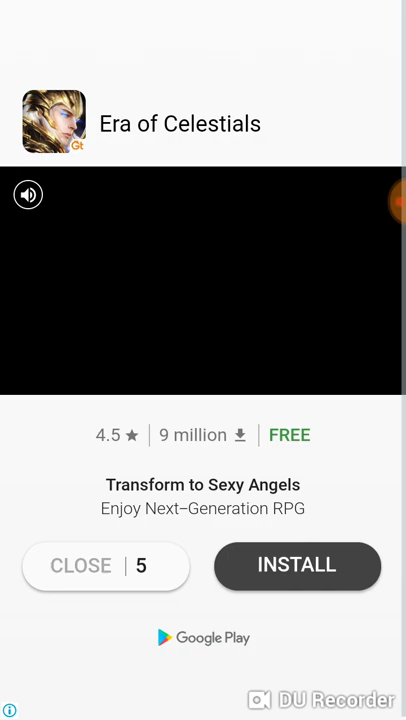 Era of Celestials
Gt
4.5 ★ | 9 million | FREE
Transform to Sexy Angels
Enjoy Next–Generation RPG
CLOSE | 5
INSTALL
Google Play
DU Recorder